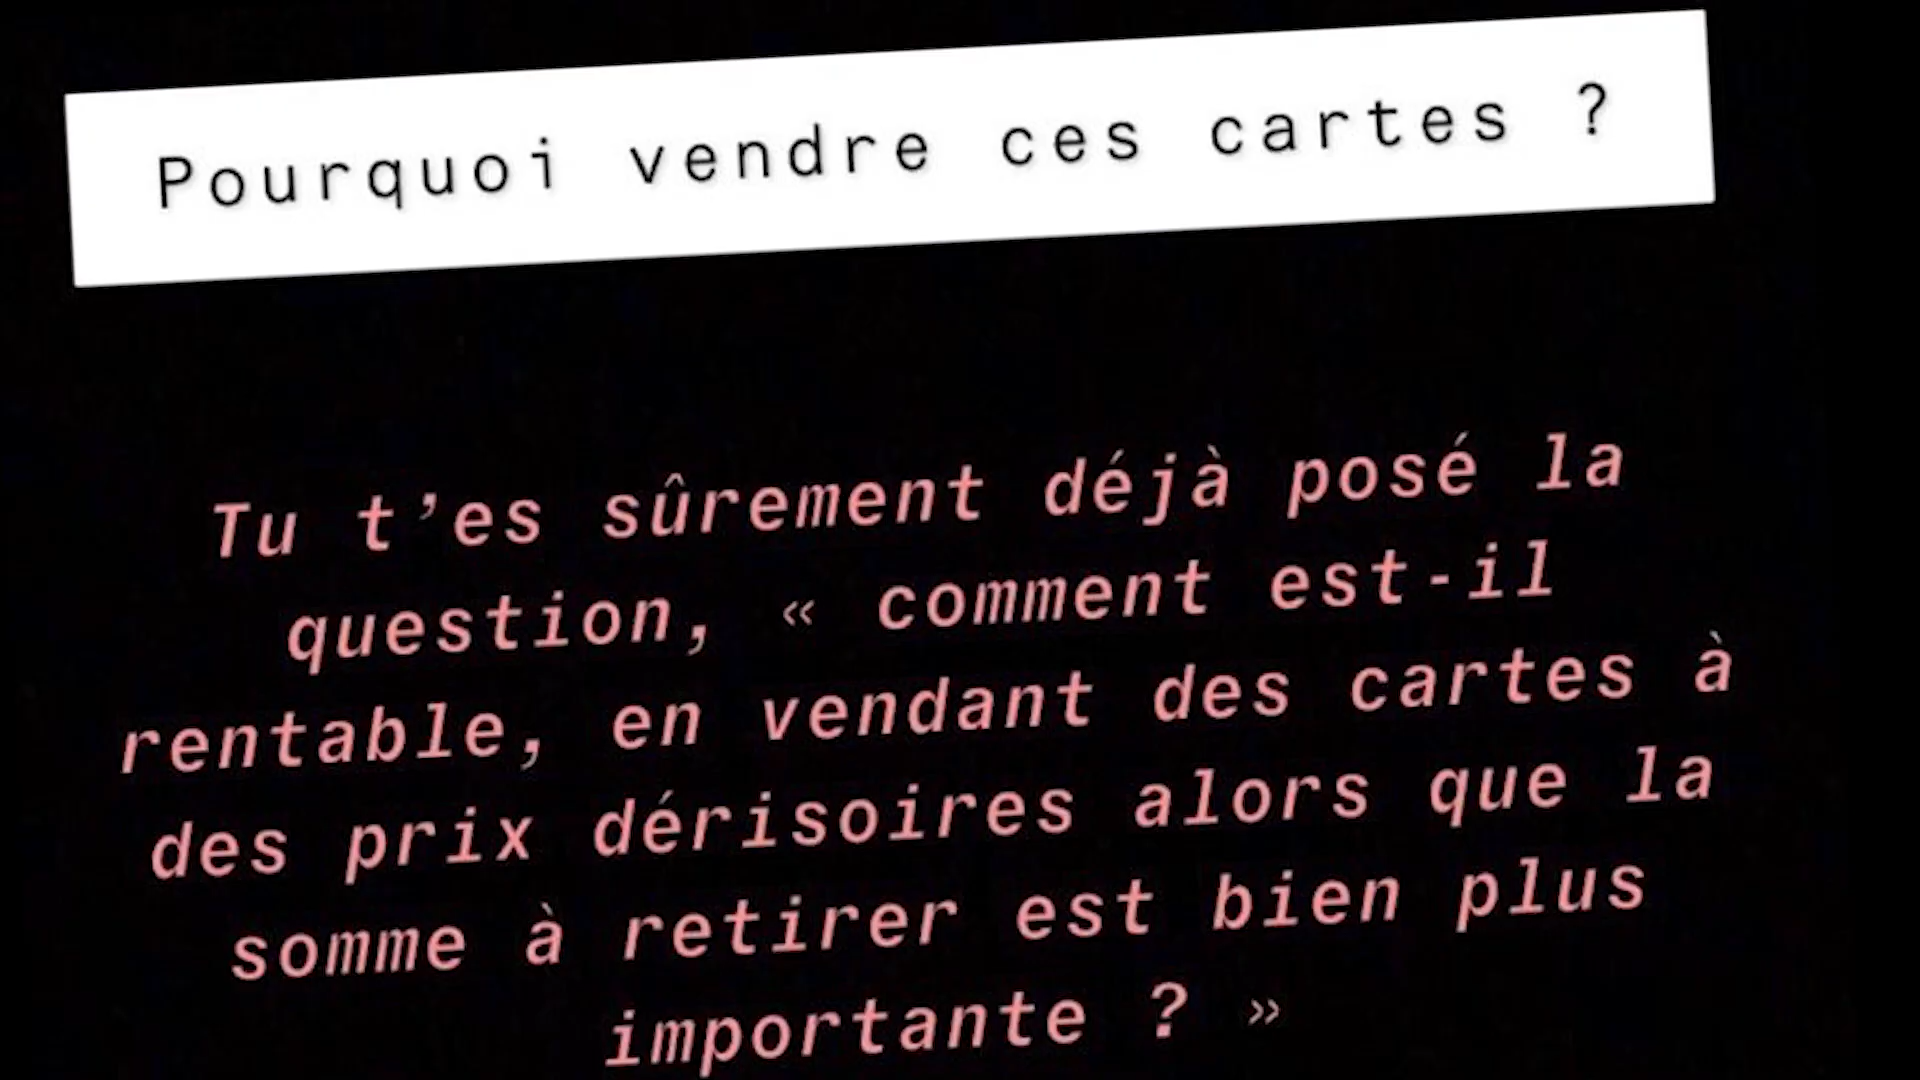 Pourquoi vendre ces cartes ?
Tu t’es sûrement déjà posé la
question, « comment est-il
rentable, en vendant des cartes à
des prix dérisoires alors que la
somme à retirer est bien plus
importante ? »